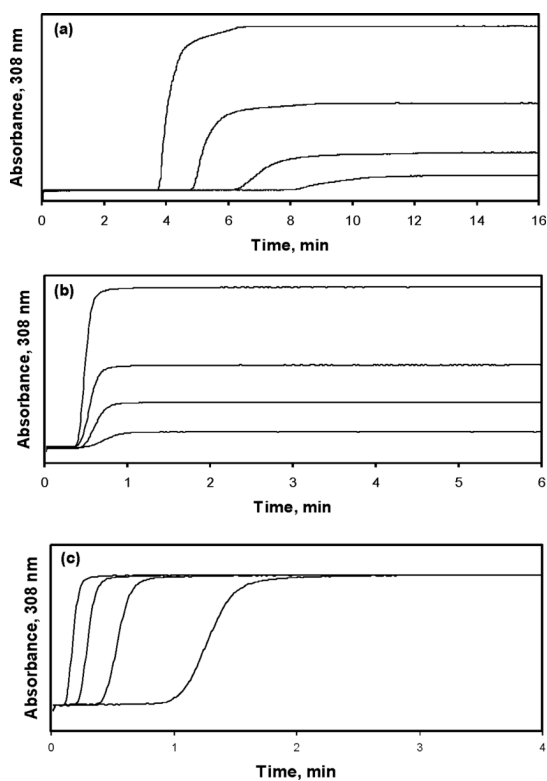 (a)
Absorbance, 308 nm
0 2 4 6 8 10 12 14 16
Time, min
(b)
Absorbance, 308 nm
0 1 2 3 4 5 6
Time, min
(c)
Absorbance, 308 nm
0 1 2 3 4
Time, min